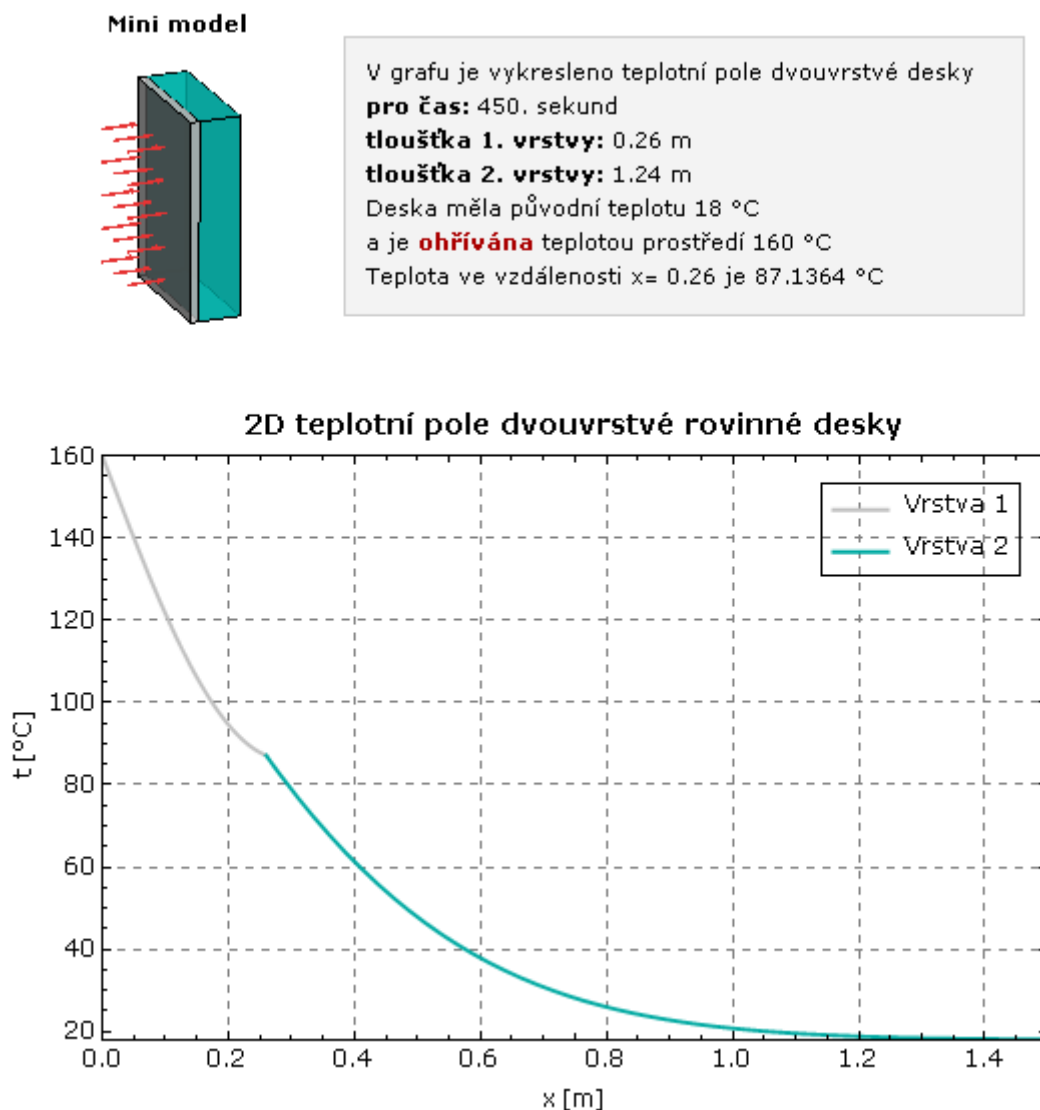 Mini model
V grafu je vykresleno teplotní pole dvouvrstvé desky
pro čas: 450. sekund
tloušťka 1. vrstvy: 0.26 m
tloušťka 2. vrstvy: 1.24 m
Deska měla původní teplotu 18 °C
a je ohřívána teplotou prostředí 160 °C
Teplota ve vzdálenosti x= 0.26 je 87.1364 °C
2D teplotní pole dvouvrstvé rovinné desky
160
140
120
100
80
60
40
20
t [°C]
Vrstva 1
Vrstva 2
0.0 0.2 0.4 0.6 0.8 1.0 1.2 1.4
x [m]